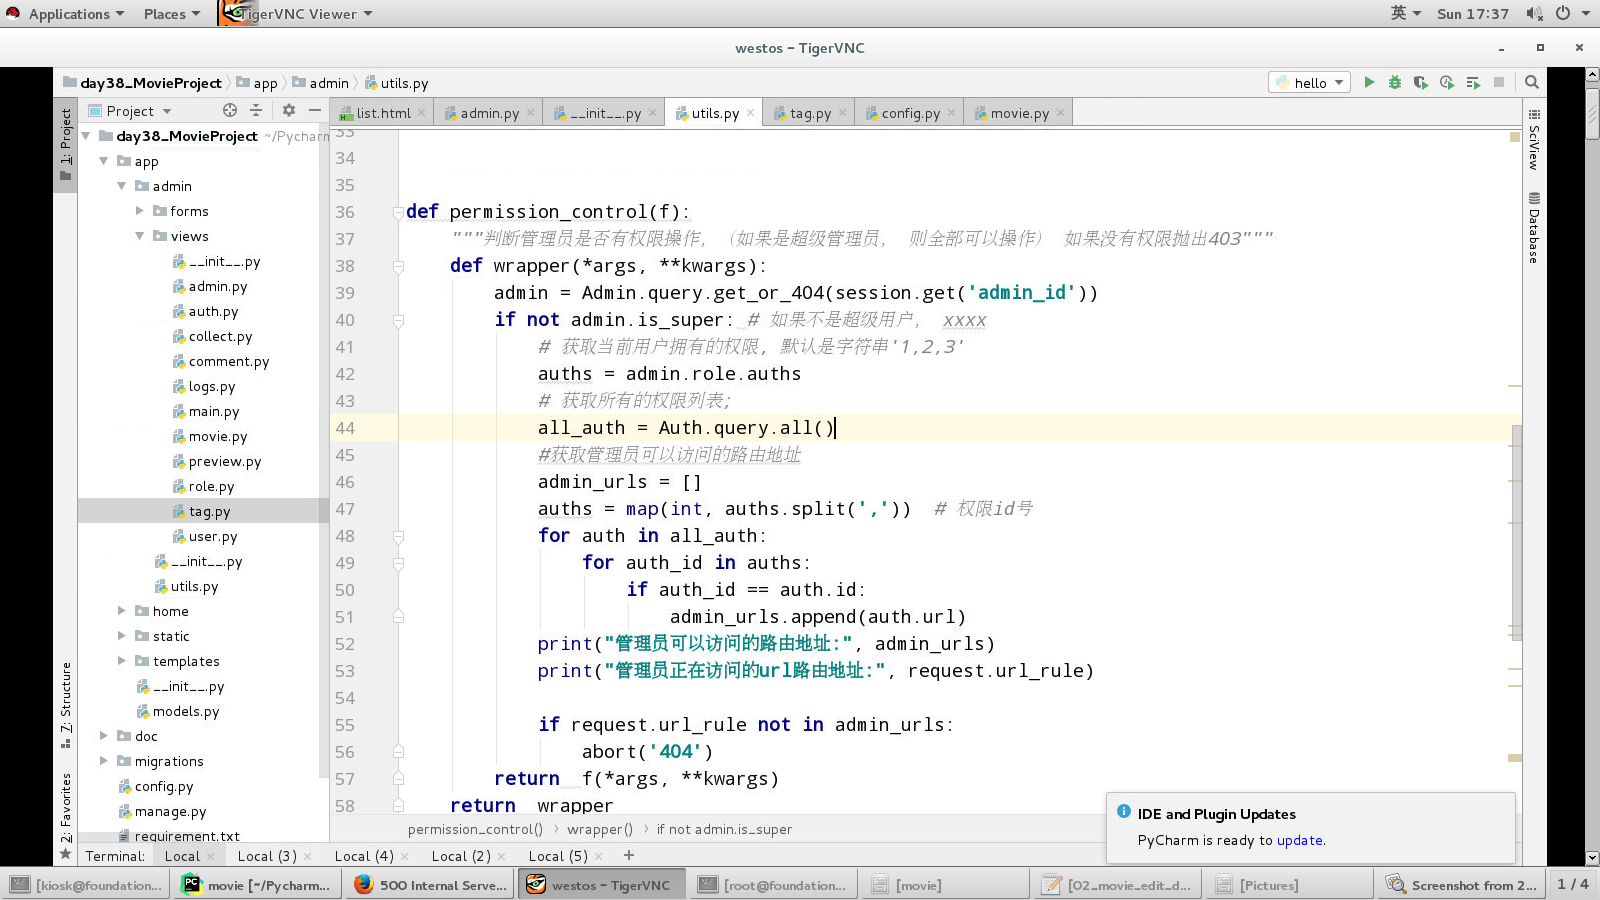 Applications Places TigerVNC Viewer 英 Sun 17:37
westos - TigerVNC
day38_MovieProject app admin utils.py hello
Project
list.html admin.py __init__.py utils.py tag.py config.py movie.py
1: Project
7: Structure
2: Favorites
day38_MovieProject ~/Pycharm
app
admin
forms
views
__init__.py
admin.py
auth.py
collect.py
comment.py
logs.py
main.py
movie.py
preview.py
role.py
tag.py
user.py
__init__.py
utils.py
home
static
templates
__init__.py
models.py
doc
migrations
config.py
manage.py
requirement.txt
33
34
35
36 def permission_control(f):
37 """判断管理员是否有权限操作, （如果是超级管理员, 则全部可以操作） 如果没有权限抛出403"""
38 def wrapper(*args, **kwargs):
39 admin = Admin.query.get_or_404(session.get('admin_id'))
40 if not admin.is_super: # 如果不是超级用户, xxxx
41 # 获取当前用户拥有的权限, 默认是字符串'1,2,3'
42 auths = admin.role.auths
43 # 获取所有的权限列表;
44 all_auth = Auth.query.all()
45 #获取管理员可以访问的路由地址
46 admin_urls = []
47 auths = map(int, auths.split(',')) # 权限id号
48 for auth in all_auth:
49 for auth_id in auths:
50 if auth_id == auth.id:
51 admin_urls.append(auth.url)
52 print("管理员可以访问的路由地址:", admin_urls)
53 print("管理员正在访问的url路由地址:", request.url_rule)
54
55 if request.url_rule not in admin_urls:
56 abort('404')
57 return f(*args, **kwargs)
58 return wrapper
permission_control() wrapper() if not admin.is_super
SciView
Database
IDE and Plugin Updates
PyCharm is ready to update.
Terminal: Local Local (3) Local (4) Local (2) Local (5) +
[kiosk@foundation... movie [~/Pycharm... 500 Internal Serve... westos - TigerVNC [root@foundation... [movie] [02_movie_edit_d... [Pictures] Screenshot from 2... 1 / 4